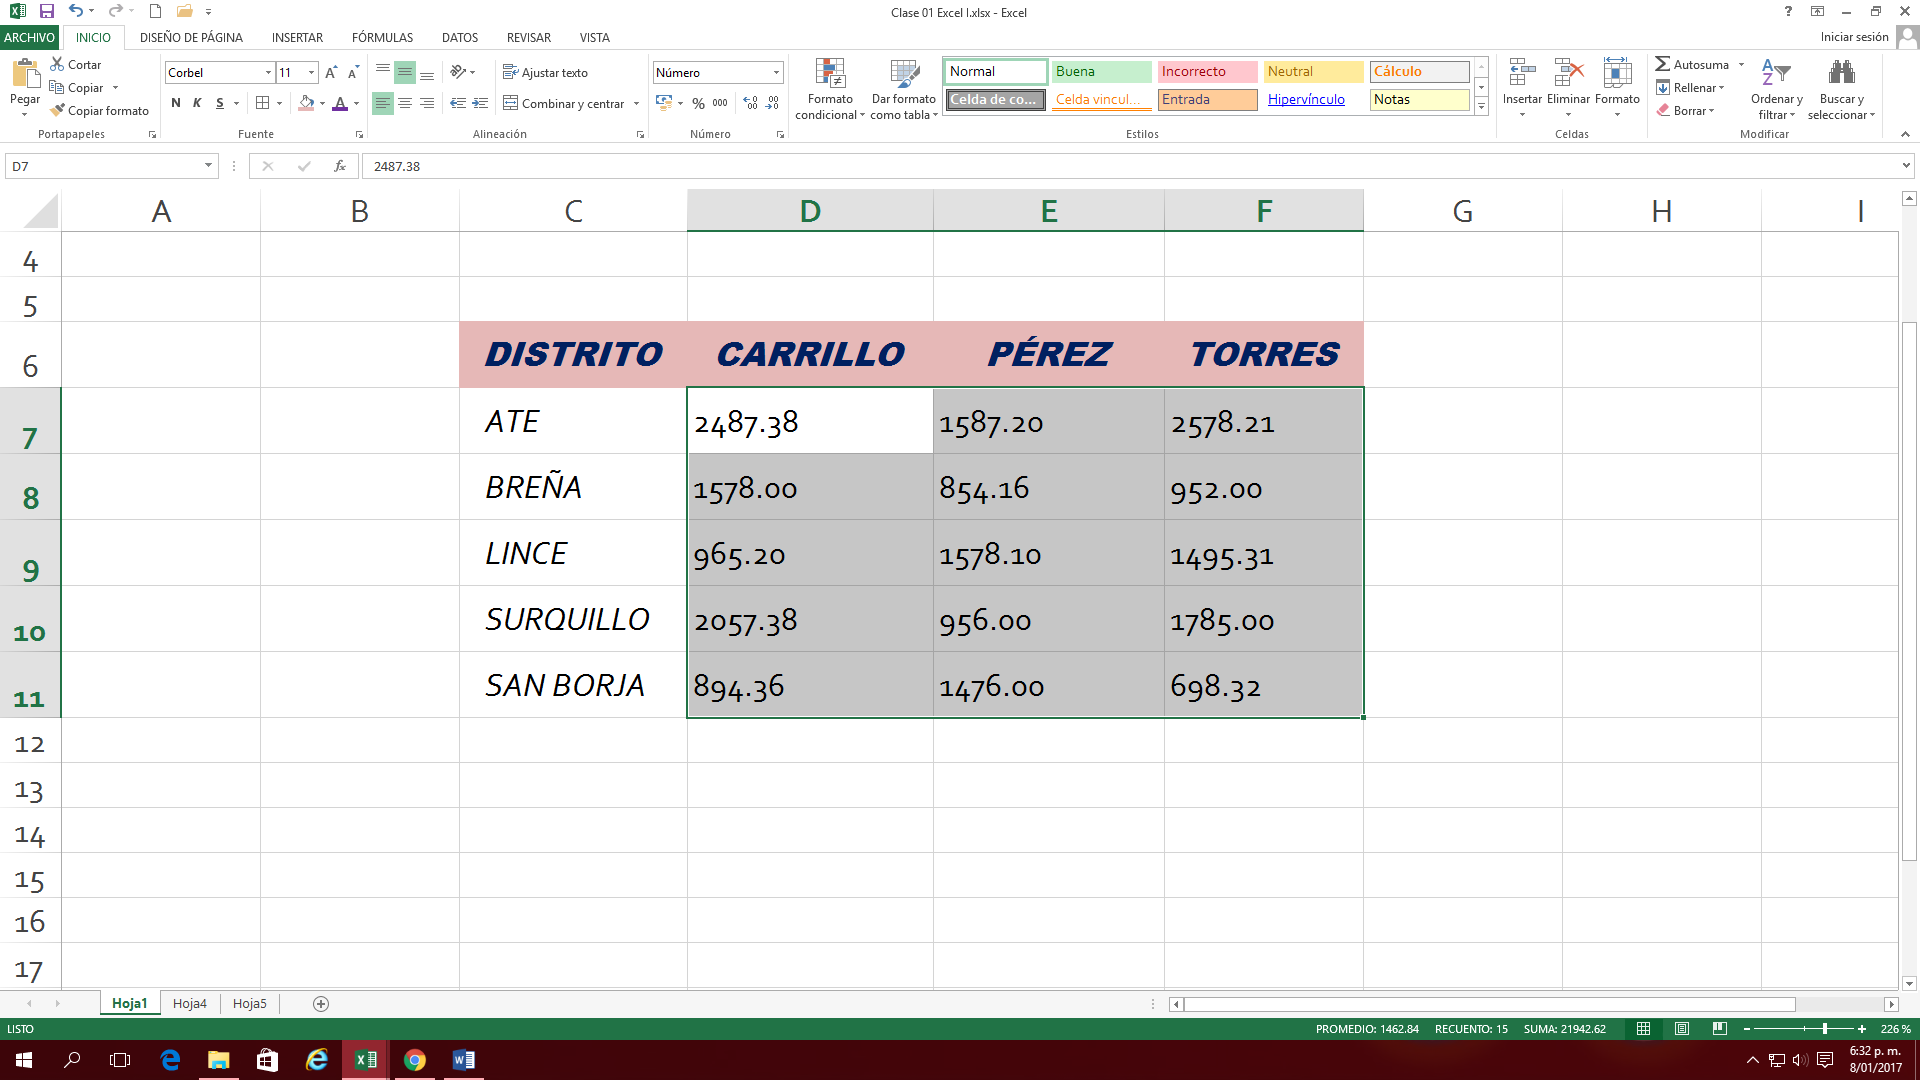 Clase 01 Excel I.xlsx - Excel
ARCHIVO INICIO DISEÑO DE PÁGINA INSERTAR FÓRMULAS DATOS REVISAR VISTA Iniciar sesión
Pegar
Cortar
Copiar
Copiar formato
Portapapeles
Corbel 11
N K S
Fuente
Ajustar texto
Combinar y centrar
Alineación
Número
% 000
Número
Formato condicional
Dar formato como tabla
Normal Buena Incorrecto Neutral Cálculo
Celda de co... Celda vincul... Entrada Hipervínculo Notas
Estilos
Insertar Eliminar Formato
Celdas
Autosuma
Rellenar
Borrar
Ordenar y filtrar
Buscar y seleccionar
Modificar
D7 fx 2487.38
A B C D E F G H I
4
5
6 DISTRITO CARRILLO PÉREZ TORRES
7 ATE 2487.38 1587.20 2578.21
8 BREÑA 1578.00 854.16 952.00
9 LINCE 965.20 1578.10 1495.31
10 SURQUILLO 2057.38 956.00 1785.00
11 SAN BORJA 894.36 1476.00 698.32
12
13
14
15
16
17
Hoja1 Hoja4 Hoja5
LISTO PROMEDIO: 1462.84 RECUENTO: 15 SUMA: 21942.62 226 %
6:32 p. m.
8/01/2017